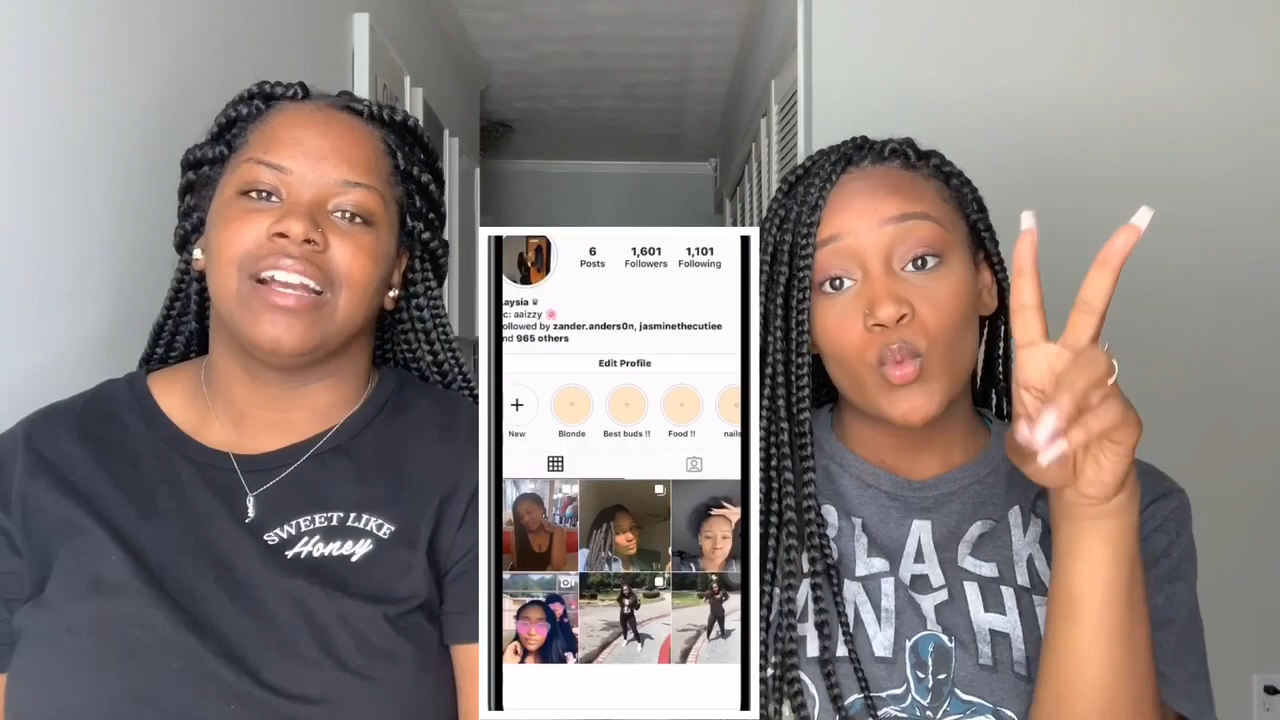 SWEET LIKE
Honey
6 1,601 1,101
Posts Followers Following
aysia ♛
c: aaizzy 🌸
ollowed by zander.anders0n, jasminethecutiee
nd 965 others
Edit Profile
+
New Blonde Best buds !! Food !! nails
BLACK
ANTHE